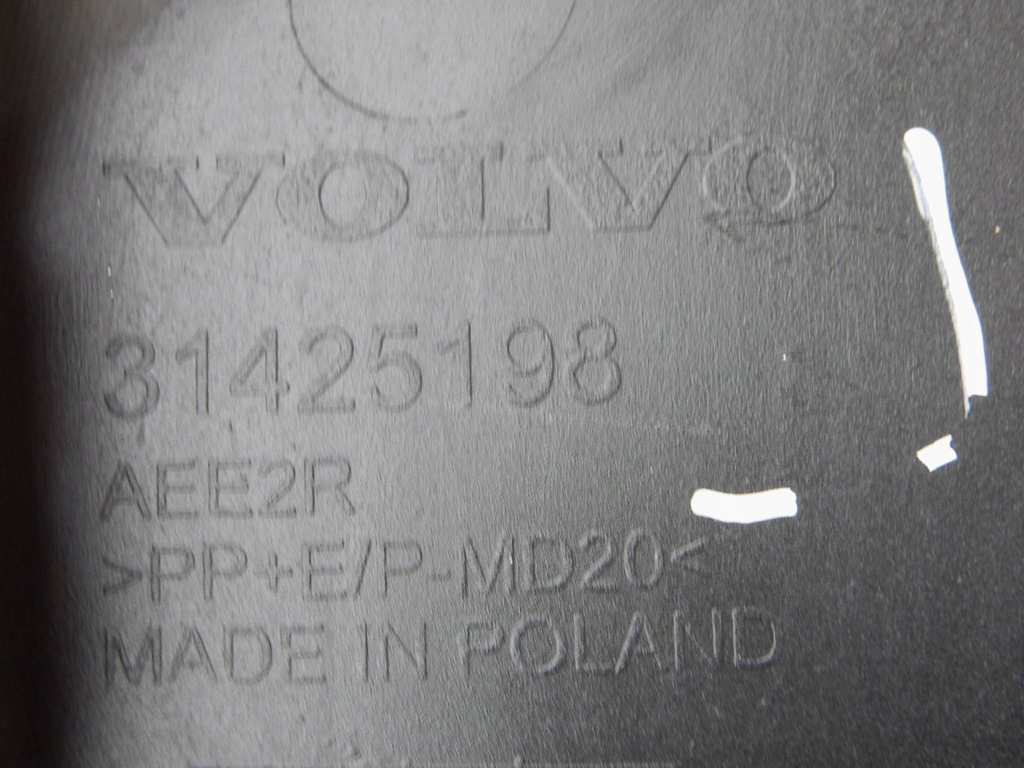 VOLVO
31425198
AEE2R
>PP+E/P-MD20<
MADE IN POLAND